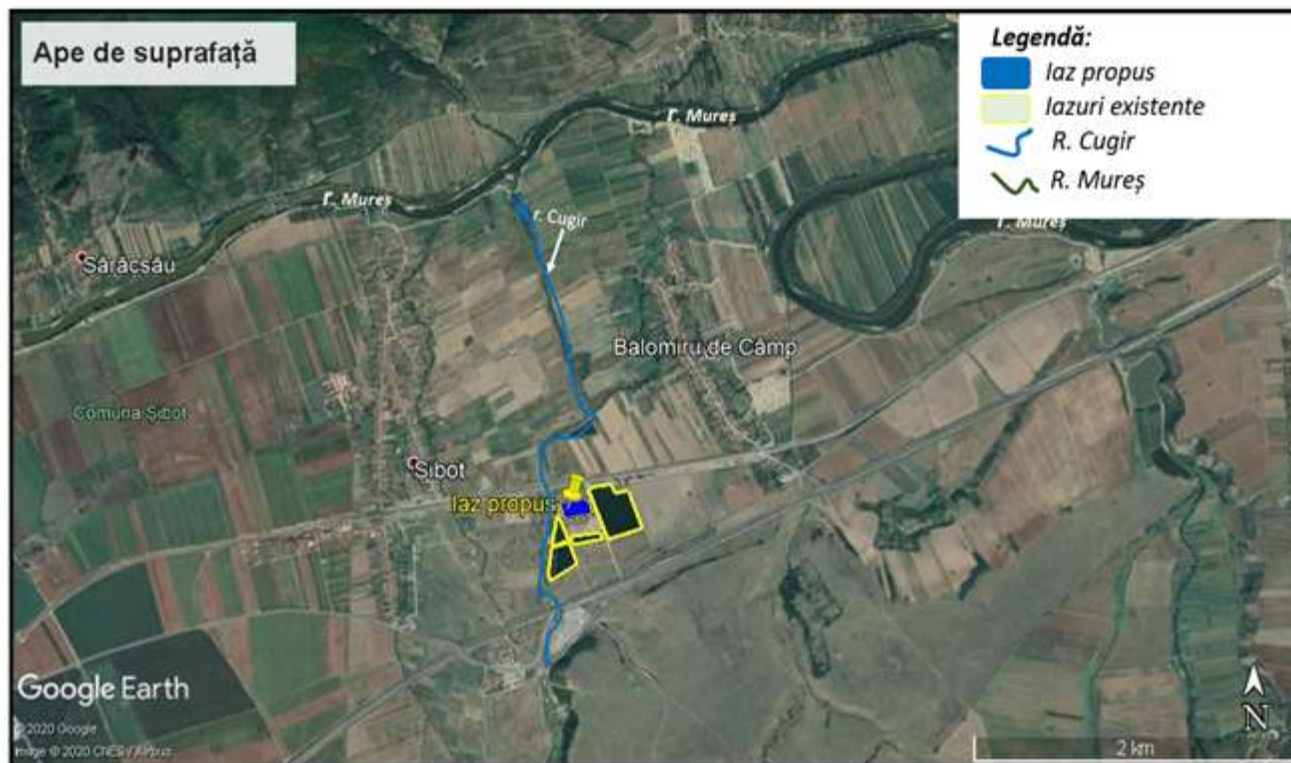 Ape de suprafață
Legendă:
Iaz propus
Iazuri existente
R. Cugir
R. Mureș
r. Mureș
r. Mureș
r. Mureș
r. Cugir
Sărăcsău
Balomiru de Câmp
Comuna Șibot
Șibot
Iaz propus
Google Earth
© 2020 Google
Image © 2020 CNES / Airbus
N
2 km